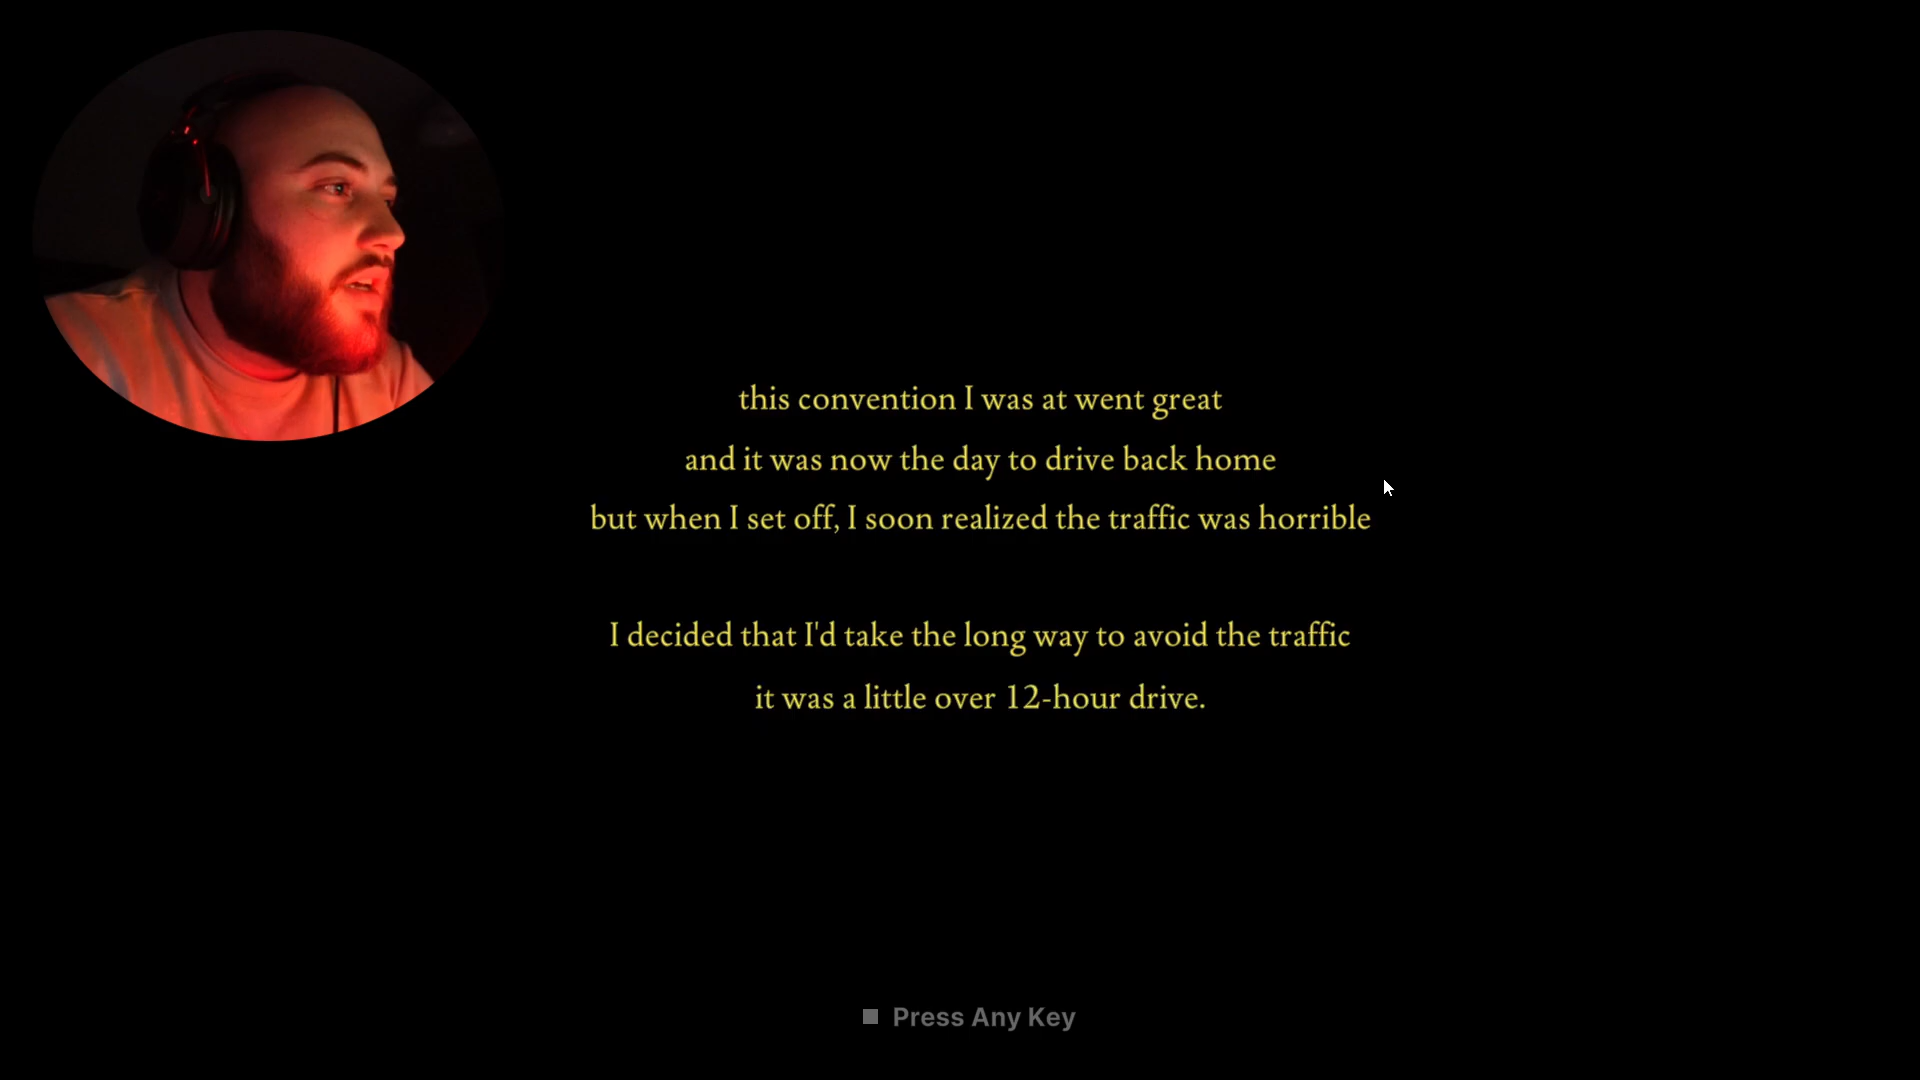 this convention I was at went great
and it was now the day to drive back home
but when I set off, I soon realized the traffic was horrible
I decided that I'd take the long way to avoid the traffic
it was a little over 12-hour drive.
Press Any Key